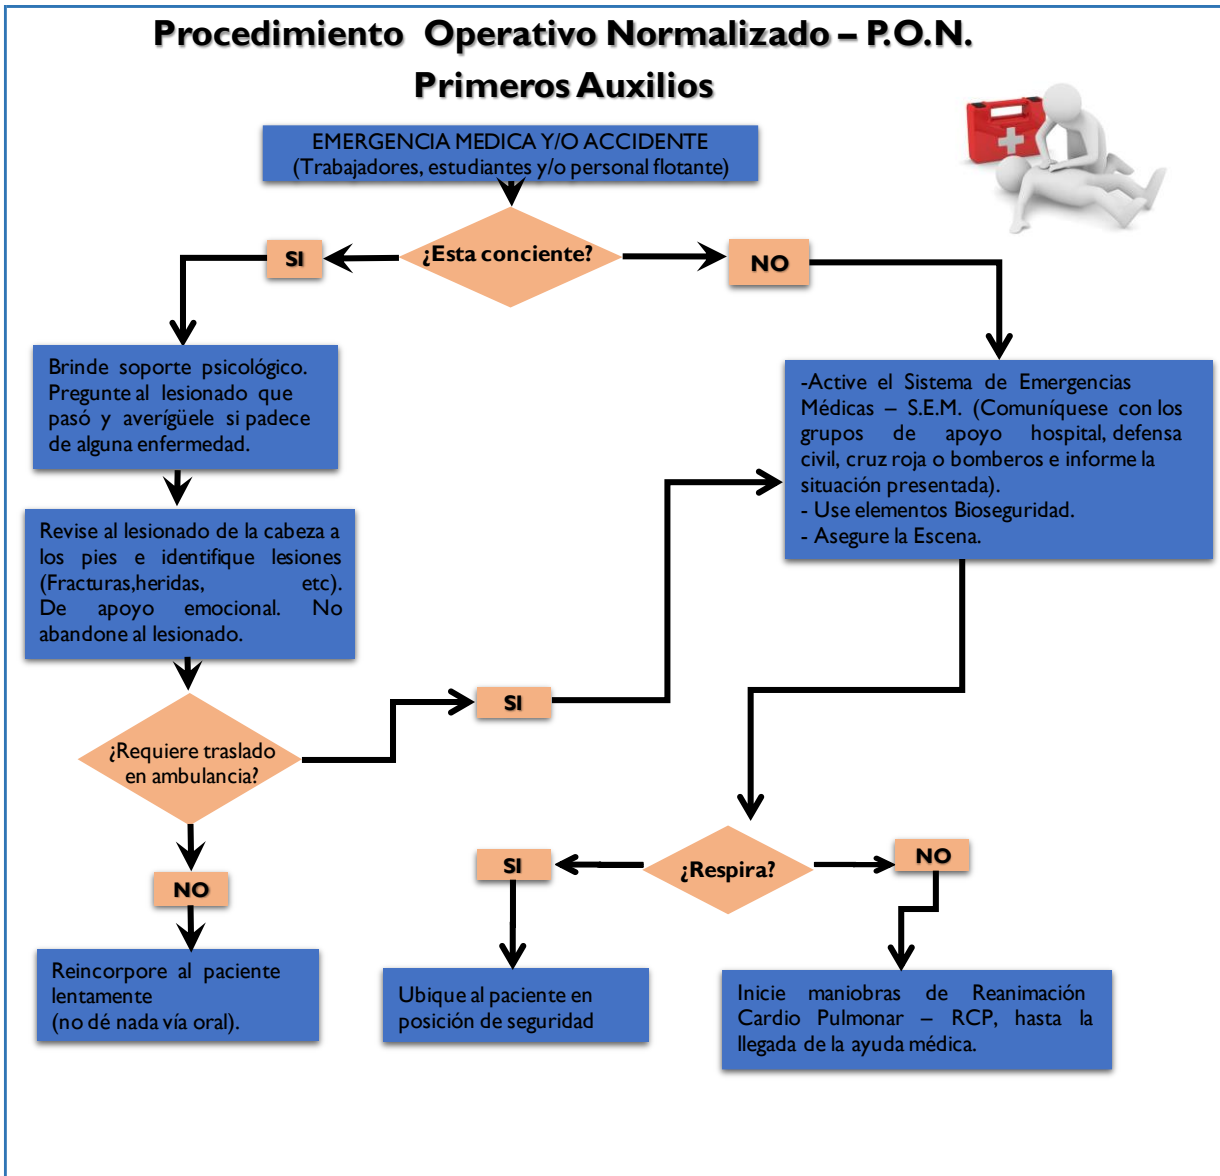 Procedimiento Operativo Normalizado – P.O.N.
Primeros Auxilios
EMERGENCIA MEDICA Y/O ACCIDENTE
(Trabajadores, estudiantes y/o personal flotante)
¿Esta conciente?
SI
NO
Brinde soporte psicológico.
Pregunte al lesionado que
pasó y averígüele si padece
de alguna enfermedad.
-Active el Sistema de Emergencias
Médicas – S.E.M. (Comuníquese con los
grupos de apoyo hospital, defensa
civil, cruz roja o bomberos e informe la
situación presentada).
- Use elementos Bioseguridad.
- Asegure la Escena.
Revise al lesionado de la cabeza a
los pies e identifique lesiones
(Fracturas,heridas, etc).
De apoyo emocional. No
abandone al lesionado.
SI
¿Requiere traslado
en ambulancia?
NO
SI
¿Respira?
NO
Reincorpore al paciente
lentamente
(no dé nada vía oral).
Ubique al paciente en
posición de seguridad
Inicie maniobras de Reanimación
Cardio Pulmonar – RCP, hasta la
llegada de la ayuda médica.